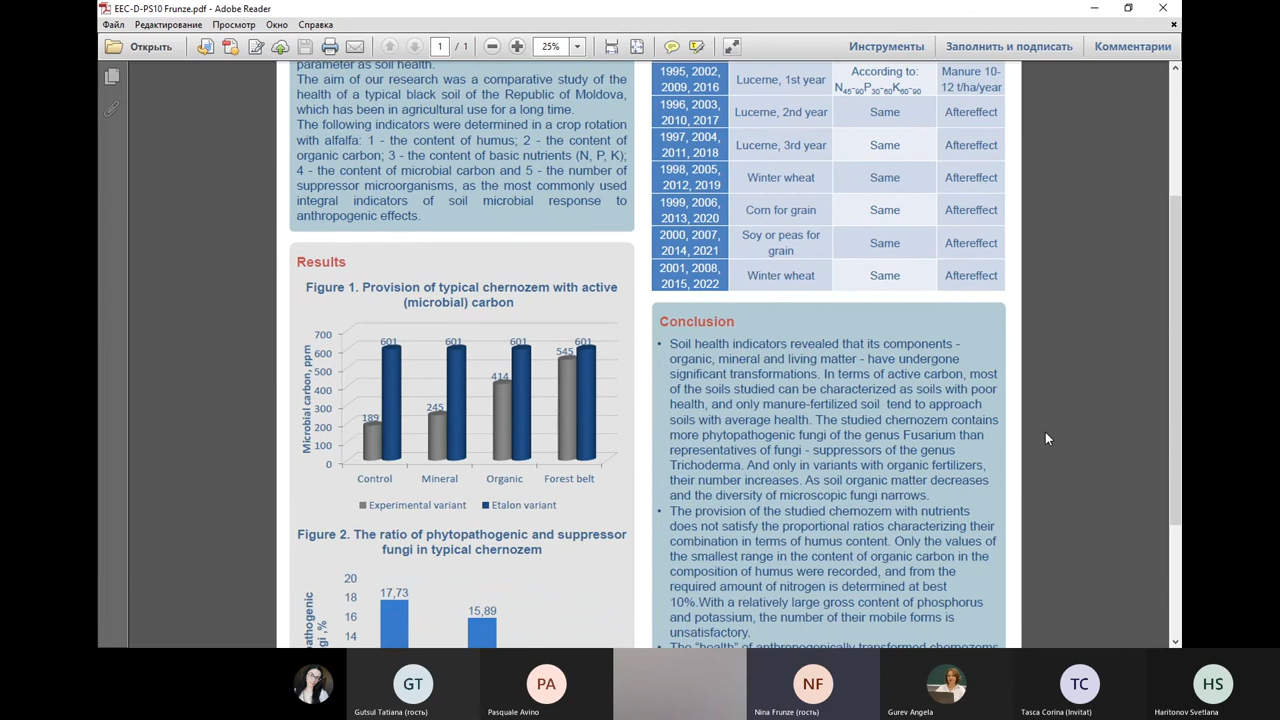 EEC-D-PS10 Frunze.pdf - Adobe Reader
Файл Редактирование Просмотр Окно Справка
Открыть 1 / 1 25% Инструменты Заполнить и подписать Комментарии
parameter as soil health.
The aim of our research was a comparative study of the
health of a typical black soil of the Republic of Moldova,
which has been in agricultural use for a long time.
The following indicators were determined in a crop rotation
with alfalfa: 1 - the content of humus; 2 - the content of
organic carbon; 3 - the content of basic nutrients (N, P, K);
4 - the content of microbial carbon and 5 - the number of
suppressor microorganisms, as the most commonly used
integral indicators of soil microbial response to
anthropogenic effects.
Results
Figure 1. Provision of typical chernozem with active
(microbial) carbon
Microbial carbon, ppm
700
600
500
400
300
200
100
0
189 601 245 601 414 601 545 601
Control Mineral Organic Forest belt
Experimental variant Etalon variant
Figure 2. The ratio of phytopathogenic and suppressor
fungi in typical chernozem
20
18
16
14
17,73 15,89
1995, 2002, 2009, 2016 Lucerne, 1st year According to: N45-90P30-60K60-90 Manure 10-12 t/ha/year
1996, 2003, 2010, 2017 Lucerne, 2nd year Same Aftereffect
1997, 2004, 2011, 2018 Lucerne, 3rd year Same Aftereffect
1998, 2005, 2012, 2019 Winter wheat Same Aftereffect
1999, 2006, 2013, 2020 Corn for grain Same Aftereffect
2000, 2007, 2014, 2021 Soy or peas for grain Same Aftereffect
2001, 2008, 2015, 2022 Winter wheat Same Aftereffect
Conclusion
• Soil health indicators revealed that its components -
organic, mineral and living matter - have undergone
significant transformations. In terms of active carbon, most
of the soils studied can be characterized as soils with poor
health, and only manure-fertilized soil tend to approach
soils with average health. The studied chernozem contains
more phytopathogenic fungi of the genus Fusarium than
representatives of fungi - suppressors of the genus
Trichoderma. And only in variants with organic fertilizers,
their number increases. As soil organic matter decreases
and the diversity of microscopic fungi narrows.
• The provision of the studied chernozem with nutrients
does not satisfy the proportional ratios characterizing their
combination in terms of humus content. Only the values of
the smallest range in the content of organic carbon in the
composition of humus were recorded, and from the
required amount of nitrogen is determined at best
10%.With a relatively large gross content of phosphorus
and potassium, the number of their mobile forms is
unsatisfactory.
• The "health" of anthropogenically transformed chernozems
GT PA NF TC HS
Gutsul Tatiana (гость) Pasquale Avino Nina Frunze (гость) Gurev Angela Tasca Corina (Invitat) Haritonov Svetlana